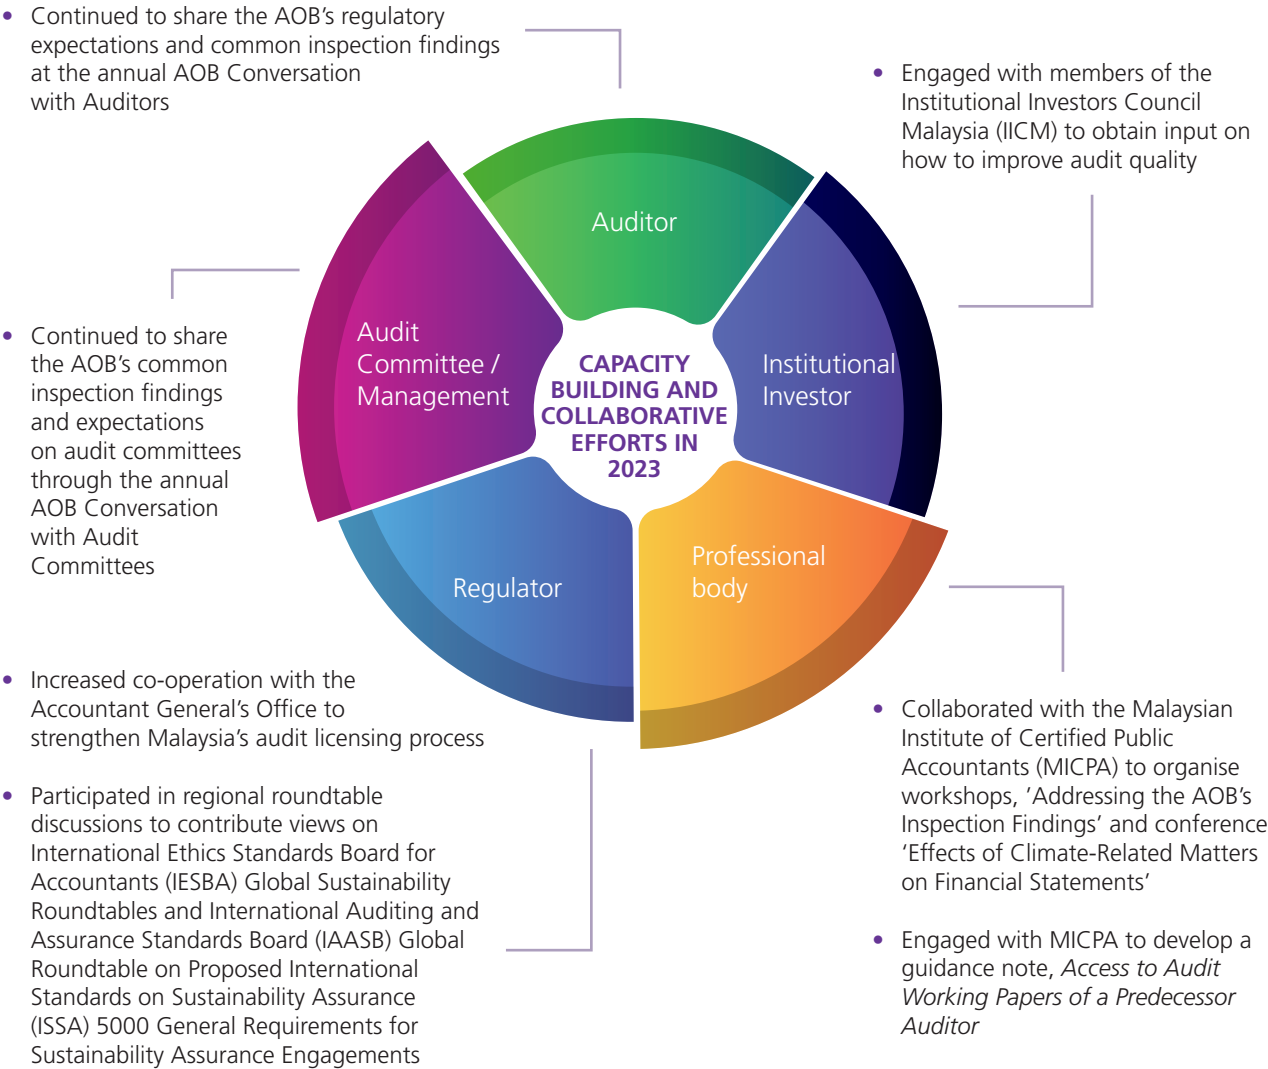 • Continued to share the AOB’s regulatory
expectations and common inspection findings
at the annual AOB Conversation
with Auditors
• Engaged with members of the
Institutional Investors Council
Malaysia (IICM) to obtain input on
how to improve audit quality
Auditor
Audit
Committee /
Management
CAPACITY
BUILDING AND
COLLABORATIVE
EFFORTS IN
2023
Institutional
Investor
Regulator
Professional
body
• Continued to share
the AOB’s common
inspection findings
and expectations
on audit committees
through the annual
AOB Conversation
with Audit
Committees
• Increased co-operation with the
Accountant General’s Office to
strengthen Malaysia’s audit licensing process
• Participated in regional roundtable
discussions to contribute views on
International Ethics Standards Board for
Accountants (IESBA) Global Sustainability
Roundtables and International Auditing and
Assurance Standards Board (IAASB) Global
Roundtable on Proposed International
Standards on Sustainability Assurance
(ISSA) 5000 General Requirements for
Sustainability Assurance Engagements
• Collaborated with the Malaysian
Institute of Certified Public
Accountants (MICPA) to organise
workshops, ’Addressing the AOB’s
Inspection Findings’ and conference
‘Effects of Climate-Related Matters
on Financial Statements’
• Engaged with MICPA to develop a
guidance note, Access to Audit
Working Papers of a Predecessor
Auditor